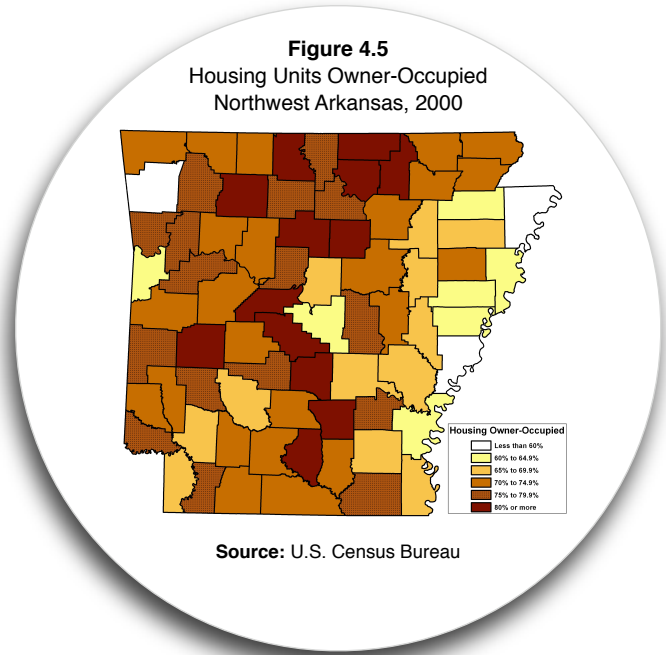 Figure 4.5
Housing Units Owner-Occupied
Northwest Arkansas, 2000
Housing Owner-Occupied
Less than 60%
60% to 64.9%
65% to 69.9%
70% to 74.9%
75% to 79.9%
80% or more
Source: U.S. Census Bureau